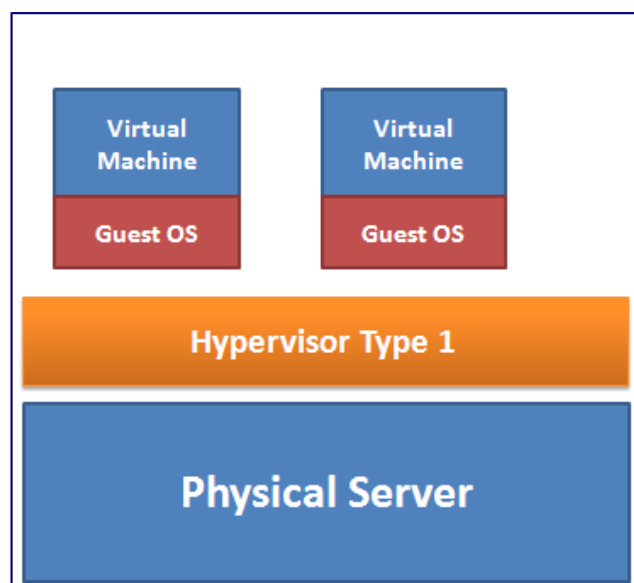 Virtual
Machine
Guest OS
Virtual
Machine
Guest OS
Hypervisor Type 1
Physical Server